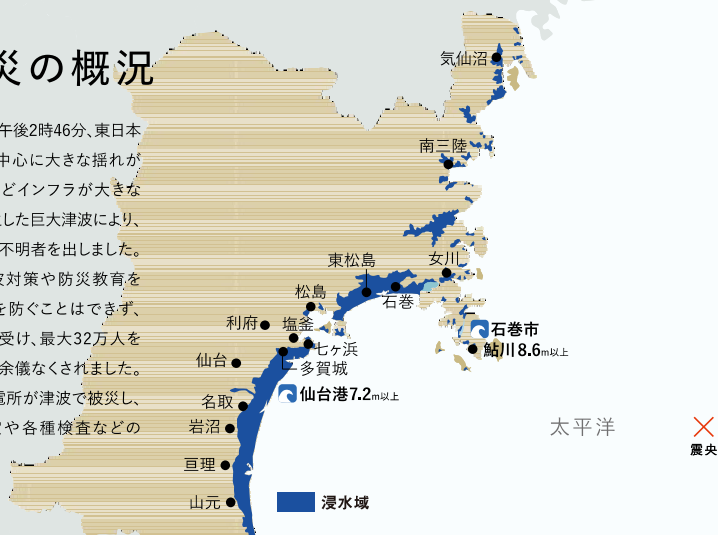 災の概況
午後2時46分、東日本
中心に大きな揺れが
どインフラが大きな
した巨大津波により、
不明者を出しました。
対策や防災教育を
を防ぐことはできず、
受け、最大32万人を
余儀なくされました。
電所が津波で被災し、
や各種検査などの
気仙沼
南三陸
女川
東松島
石巻
松島
利府
塩釜
七ヶ浜
多賀城
仙台
名取
岩沼
亘理
山元
石巻市
鮎川8.6m以上
仙台港7.2m以上
太平洋
震央
浸水域